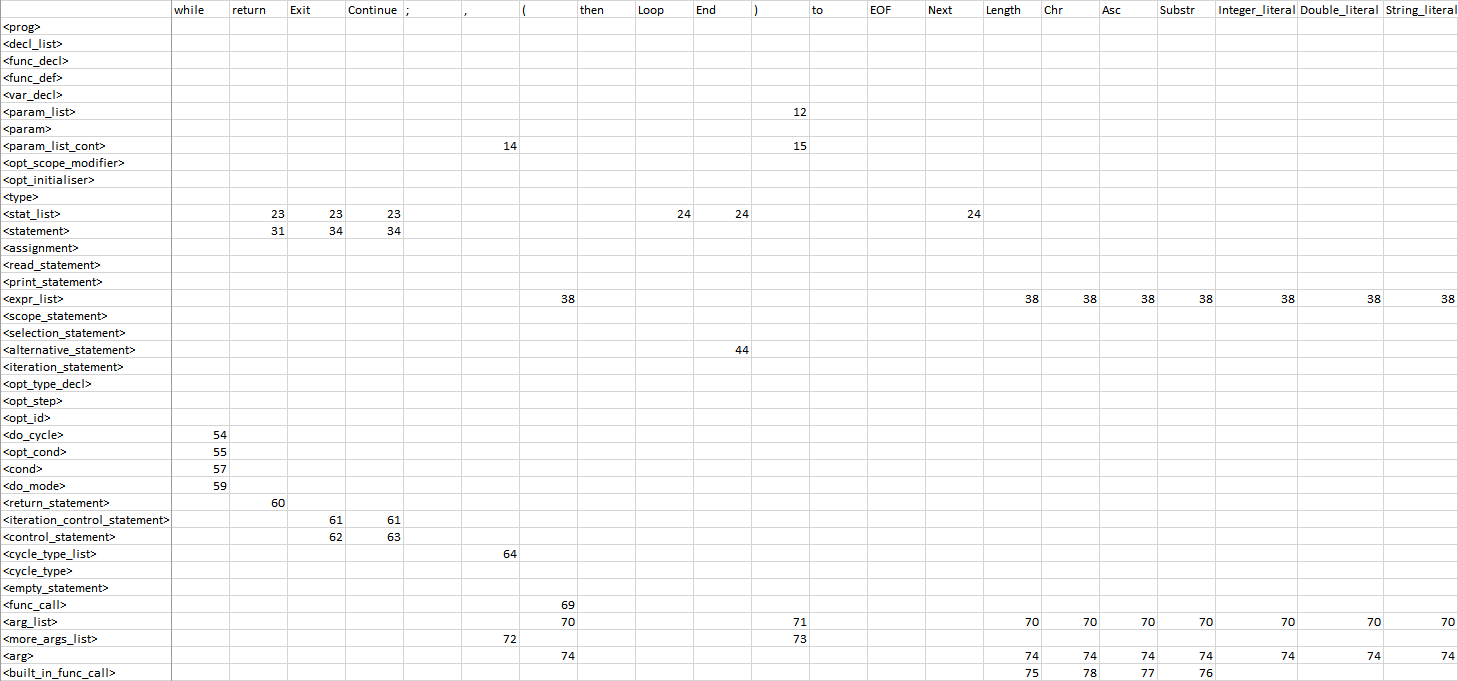 while return Exit Continue ; , ( then Loop End ) to EOF Next Length Chr Asc Substr Integer_literal Double_literal String_literal
<prog>
<decl_list>
<func_decl>
<func_def>
<var_decl>
<param_list> 12
<param>
<param_list_cont> 14 15
<opt_scope_modifier>
<opt_initialiser>
<type>
<stat_list> 23 23 23 24 24 24
<statement> 31 34 34
<assignment>
<read_statement>
<print_statement>
<expr_list> 38 38 38 38 38 38 38 38
<scope_statement>
<selection_statement>
<alternative_statement> 44
<iteration_statement>
<opt_type_decl>
<opt_step>
<opt_id>
<do_cycle> 54
<opt_cond> 55
<cond> 57
<do_mode> 59
<return_statement> 60
<iteration_control_statement> 61 61
<control_statement> 62 63
<cycle_type_list> 64
<cycle_type>
<empty_statement>
<func_call> 69
<arg_list> 70 71 70 70 70 70 70 70 70
<more_args_list> 72 73
<arg> 74 74 74 74 74 74 74 74
<built_in_func_call> 75 78 77 76